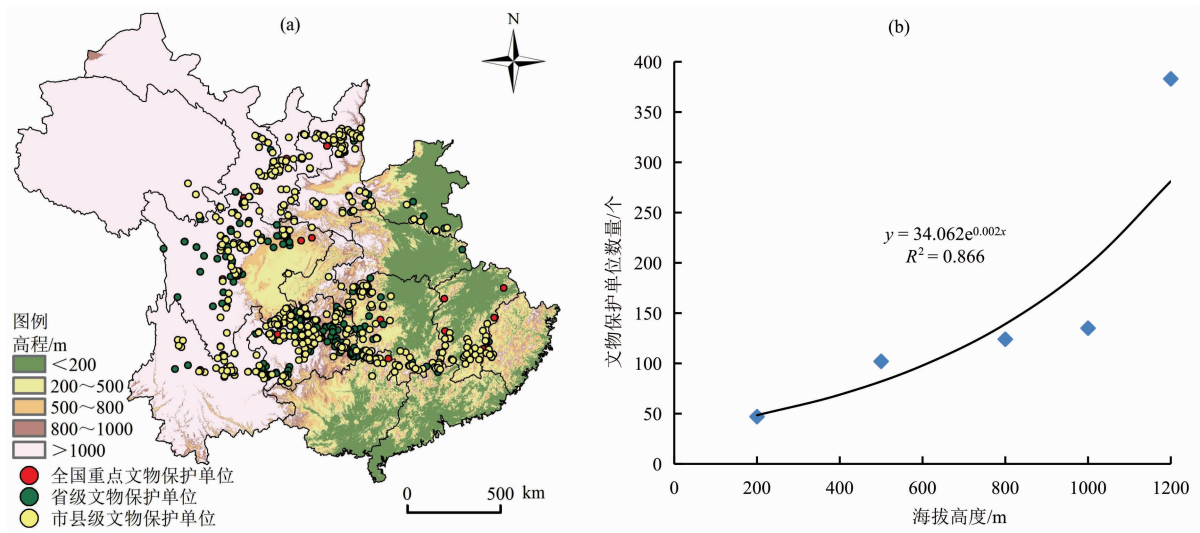 (a)
N
图例
高程/m
＜200
200～500
500～800
800～1000
＞1000
全国重点文物保护单位
省级文物保护单位
市县级文物保护单位
0 500 km
(b)
文物保护单位数量/个
400
350
300
250
200
150
100
50
0
y = 34.062e^0.002x
R² = 0.866
0 200 400 600 800 1000 1200
海拔高度/m